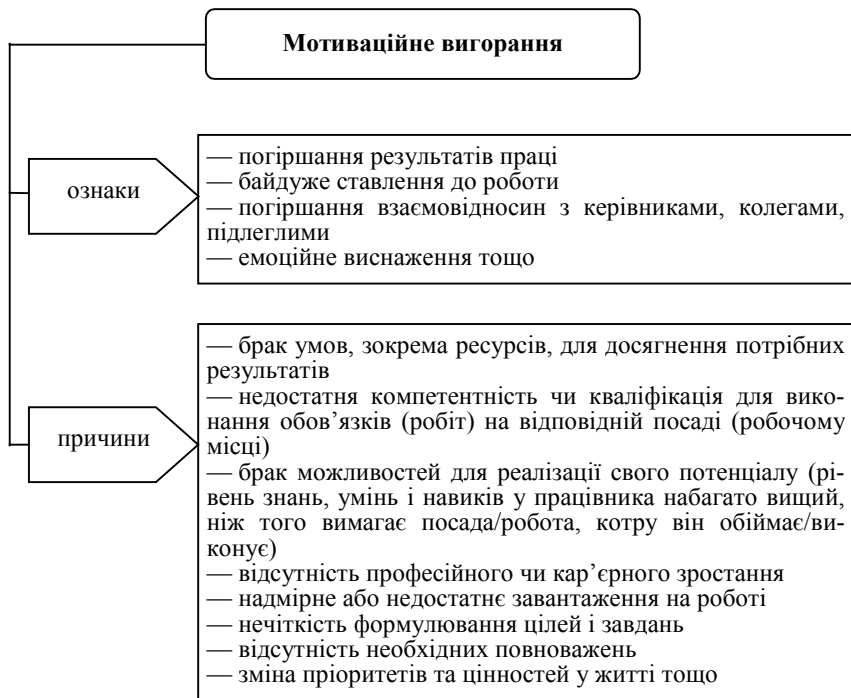 Мотиваційне вигорання
ознаки
— погіршання результатів праці
— байдуже ставлення до роботи
— погіршання взаємовідносин з керівниками, колегами,
підлеглими
— емоційне виснаження тощо
причини
— брак умов, зокрема ресурсів, для досягнення потрібних
результатів
— недостатня компетентність чи кваліфікація для вико-
нання обов’язків (робіт) на відповідній посаді (робочому
місці)
— брак можливостей для реалізації свого потенціалу (рі-
вень знань, умінь і навиків у працівника набагато вищий,
ніж того вимагає посада/робота, котру він обіймає/ви-
конує)
— відсутність професійного чи кар’єрного зростання
— надмірне або недостатнє завантаження на роботі
— нечіткість формулювання цілей і завдань
— відсутність необхідних повноважень
— зміна пріоритетів та цінностей у житті тощо